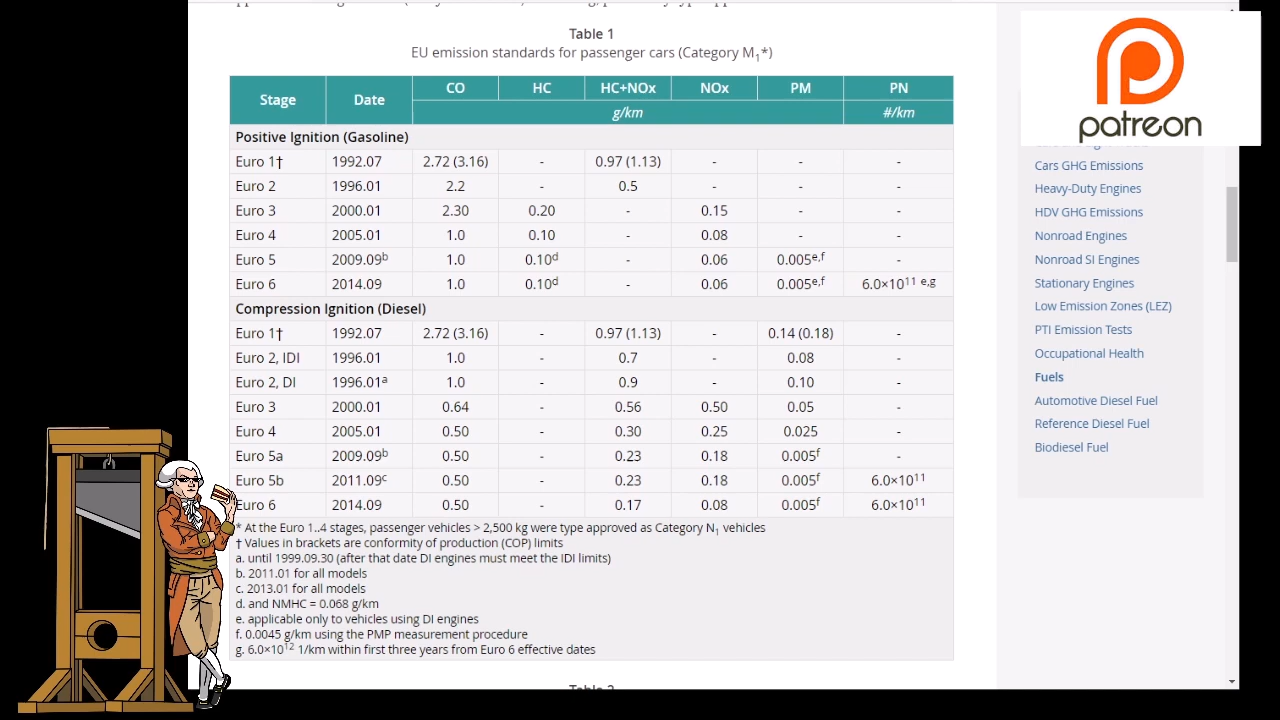 Table 1
EU emission standards for passenger cars (Category M₁*)
Stage Date CO HC HC+NOx NOx PM PN
g/km #/km
Positive Ignition (Gasoline)
Euro 1† 1992.07 2.72 (3.16) - 0.97 (1.13) - - -
Euro 2 1996.01 2.2 - 0.5 - - -
Euro 3 2000.01 2.30 0.20 - 0.15 - -
Euro 4 2005.01 1.0 0.10 - 0.08 - -
Euro 5 2009.09ᵇ 1.0 0.10ᵈ - 0.06 0.005ᵉ,ᶠ -
Euro 6 2014.09 1.0 0.10ᵈ - 0.06 0.005ᵉ,ᶠ 6.0×10¹¹ ᵉ,ᵍ
Compression Ignition (Diesel)
Euro 1† 1992.07 2.72 (3.16) - 0.97 (1.13) - 0.14 (0.18) -
Euro 2, IDI 1996.01 1.0 - 0.7 - 0.08 -
Euro 2, DI 1996.01ᵃ 1.0 - 0.9 - 0.10 -
Euro 3 2000.01 0.64 - 0.56 0.50 0.05 -
Euro 4 2005.01 0.50 - 0.30 0.25 0.025 -
Euro 5a 2009.09ᵇ 0.50 - 0.23 0.18 0.005ᶠ -
Euro 5b 2011.09ᶜ 0.50 - 0.23 0.18 0.005ᶠ 6.0×10¹¹
Euro 6 2014.09 0.50 - 0.17 0.08 0.005ᶠ 6.0×10¹¹
* At the Euro 1..4 stages, passenger vehicles > 2,500 kg were type approved as Category N₁ vehicles
† Values in brackets are conformity of production (COP) limits
a. until 1999.09.30 (after that date DI engines must meet the IDI limits)
b. 2011.01 for all models
c. 2013.01 for all models
d. and NMHC = 0.068 g/km
e. applicable only to vehicles using DI engines
f. 0.0045 g/km using the PMP measurement procedure
g. 6.0×10¹² 1/km within first three years from Euro 6 effective dates
Table 2
patreon
Cars GHG Emissions
Heavy-Duty Engines
HDV GHG Emissions
Nonroad Engines
Nonroad SI Engines
Stationary Engines
Low Emission Zones (LEZ)
PTI Emission Tests
Occupational Health
Fuels
Automotive Diesel Fuel
Reference Diesel Fuel
Biodiesel Fuel